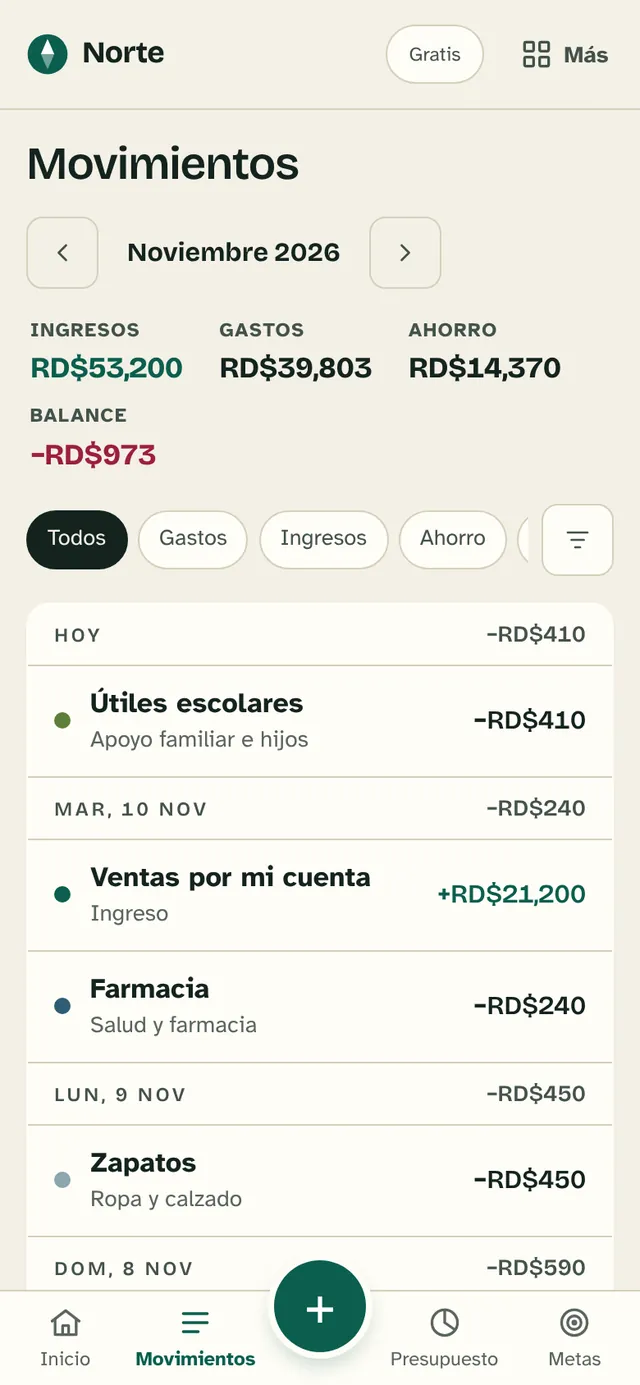 Norte
Gratis
Más
Movimientos
Noviembre 2026
INGRESOS GASTOS AHORRO
RD$53,200 RD$39,803 RD$14,370
BALANCE
−RD$973
Todos Gastos Ingresos Ahorro
HOY −RD$410
Útiles escolares −RD$410
Apoyo familiar e hijos
MAR, 10 NOV −RD$240
Ventas por mi cuenta +RD$21,200
Ingreso
Farmacia −RD$240
Salud y farmacia
LUN, 9 NOV −RD$450
Zapatos −RD$450
Ropa y calzado
DOM, 8 NOV −RD$590
Inicio Movimientos Presupuesto Metas